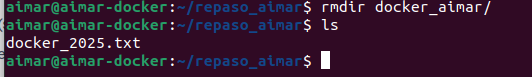 aimar@aimar-docker:~/repaso_aimar$ rmdir docker_aimar/
aimar@aimar-docker:~/repaso_aimar$ ls
docker_2025.txt
aimar@aimar-docker:~/repaso_aimar$